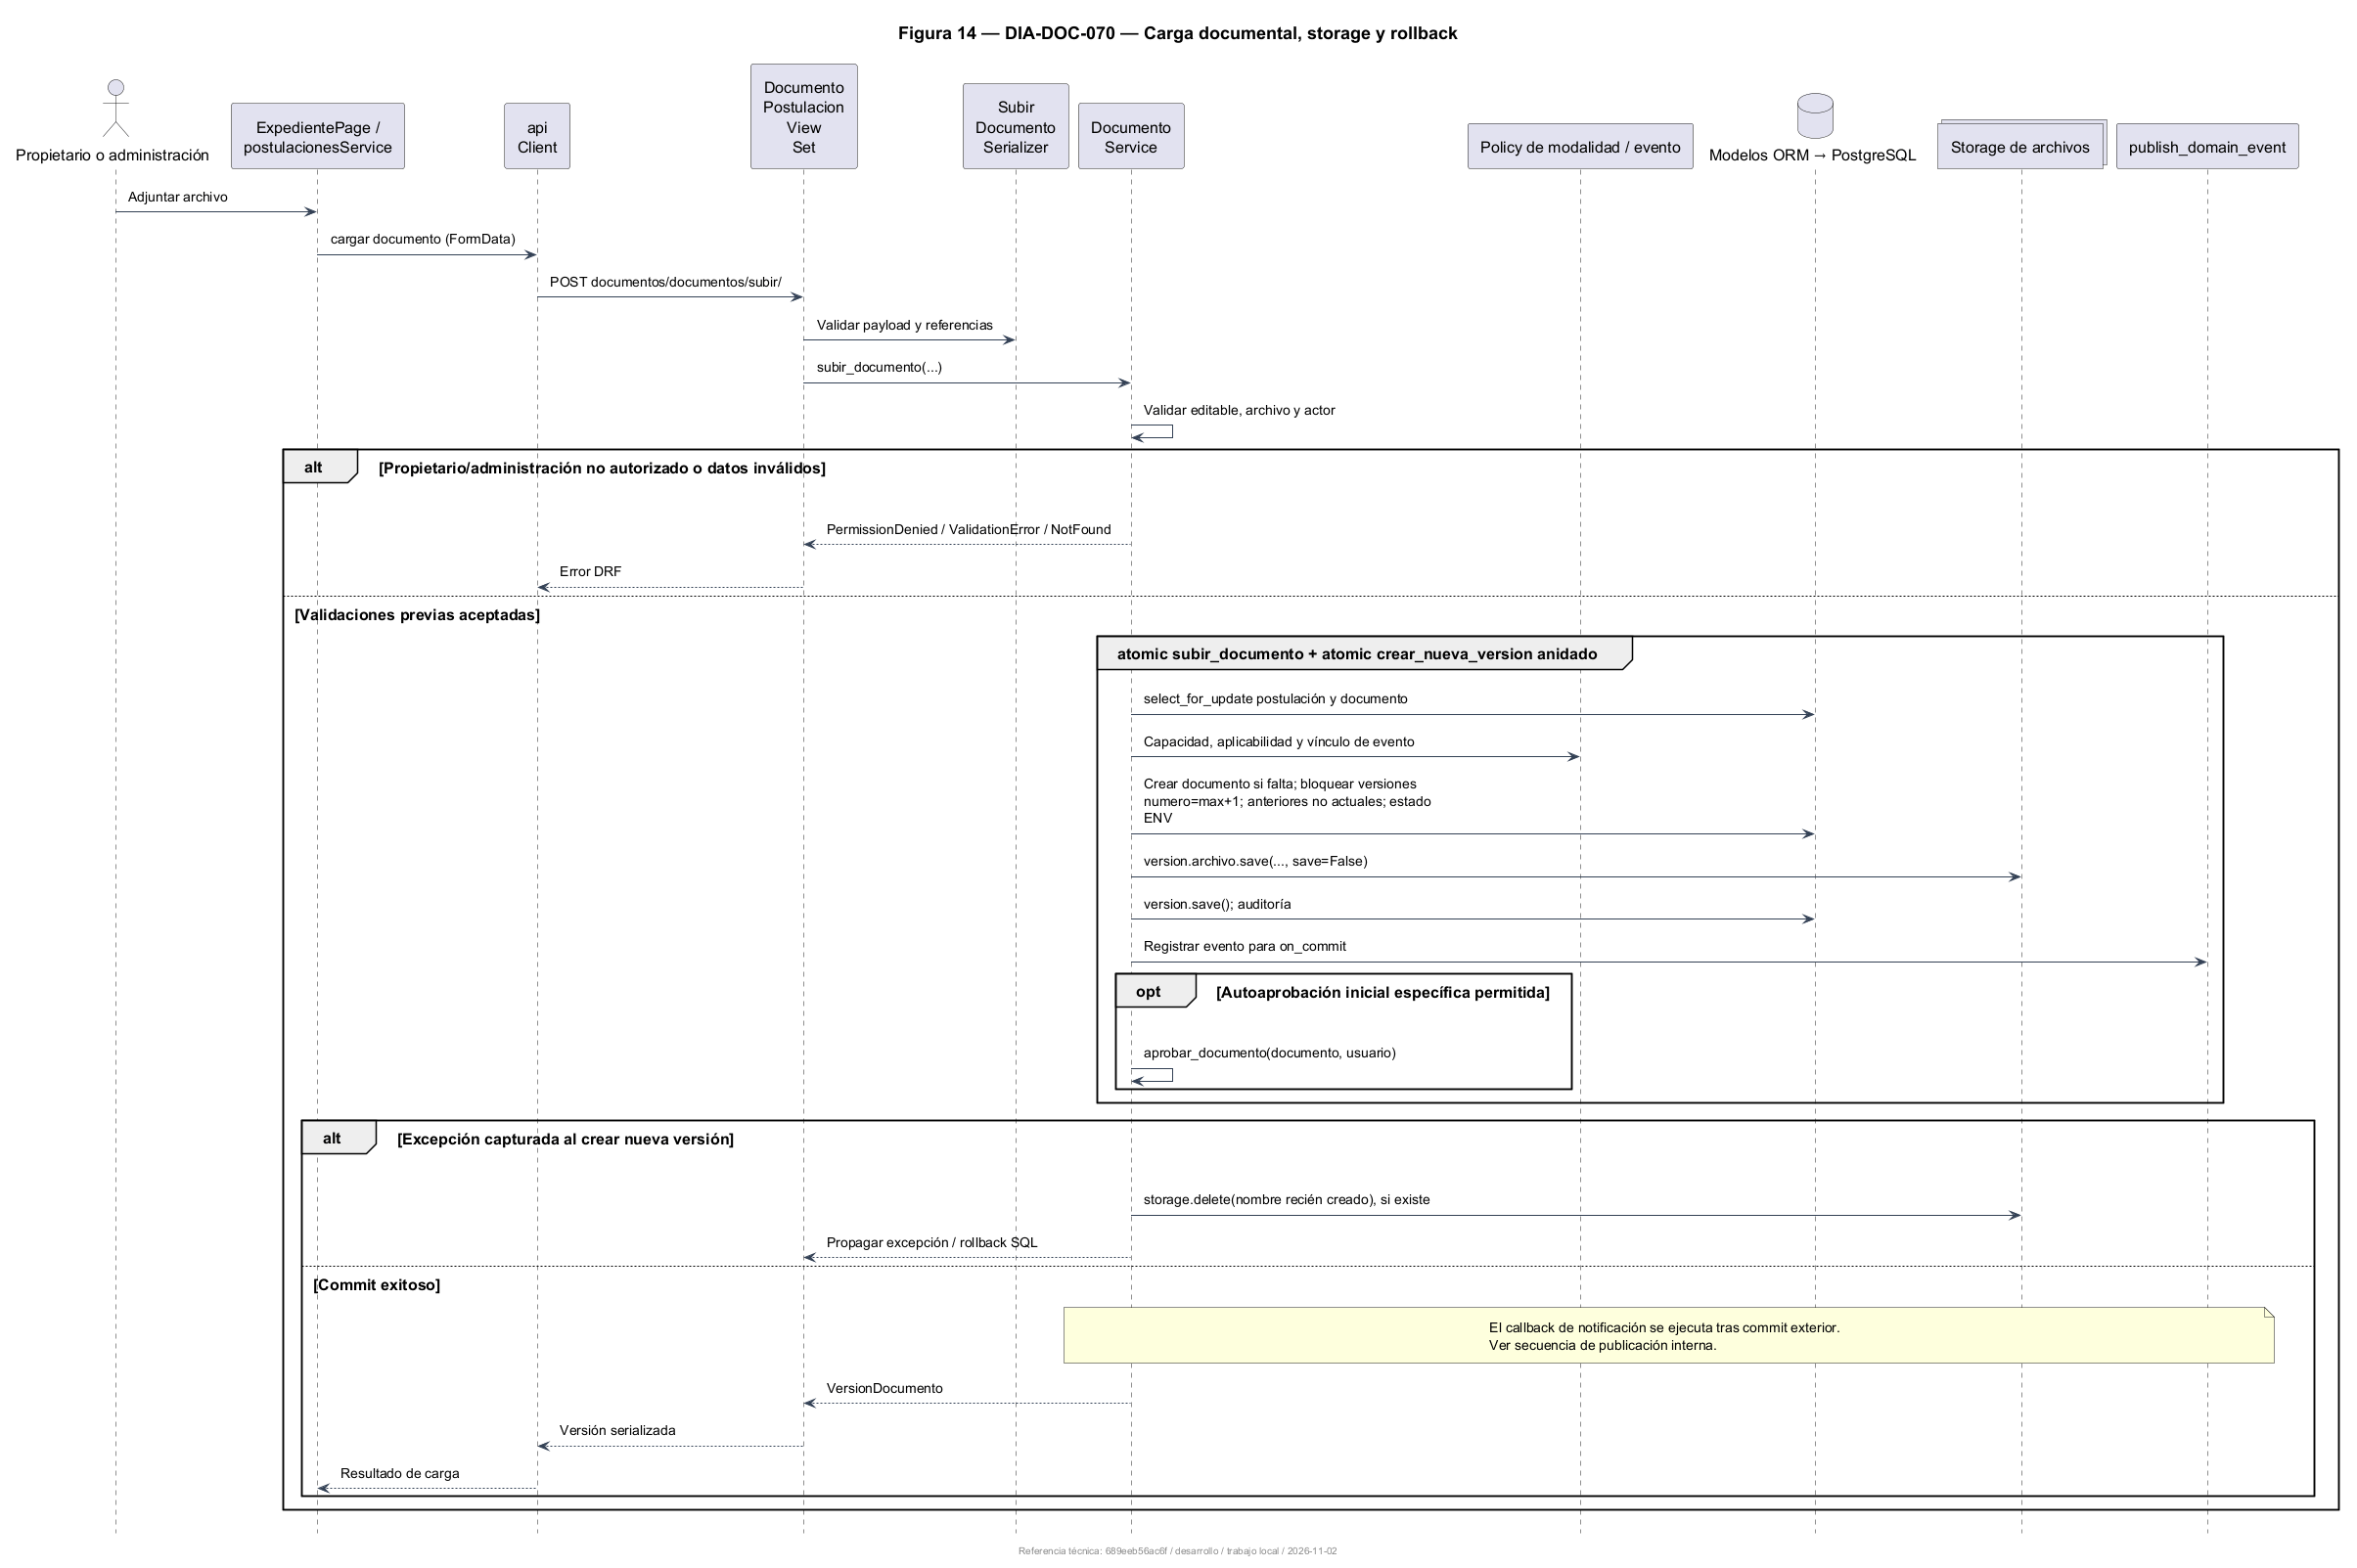 Figura 14 — DIA-DOC-070 — Carga documental, storage y rollback
Propietario o administración
ExpedientePage /
postulacionesService
api
Client
Documento
Postulacion
View
Set
Subir
Documento
Serializer
Documento
Service
Policy de modalidad / evento
Modelos ORM → PostgreSQL
Storage de archivos
publish_domain_event
Adjuntar archivo
cargar documento (FormData)
POST documentos/documentos/subir/
Validar payload y referencias
subir_documento(...)
Validar editable, archivo y actor
alt [Propietario/administración no autorizado o datos inválidos]
PermissionDenied / ValidationError / NotFound
Error DRF
[Validaciones previas aceptadas]
atomic subir_documento + atomic crear_nueva_version anidado
select_for_update postulación y documento
Capacidad, aplicabilidad y vínculo de evento
Crear documento si falta; bloquear versiones
numero=max+1; anteriores no actuales; estado
ENV
version.archivo.save(..., save=False)
version.save(); auditoría
Registrar evento para on_commit
opt [Autoaprobación inicial específica permitida]
aprobar_documento(documento, usuario)
alt [Excepción capturada al crear nueva versión]
storage.delete(nombre recién creado), si existe
Propagar excepción / rollback SQL
[Commit exitoso]
El callback de notificación se ejecuta tras commit exterior.
Ver secuencia de publicación interna.
VersionDocumento
Versión serializada
Resultado de carga
Referencia técnica: 689eeb56ac6f / desarrollo / trabajo local / 2026-11-02